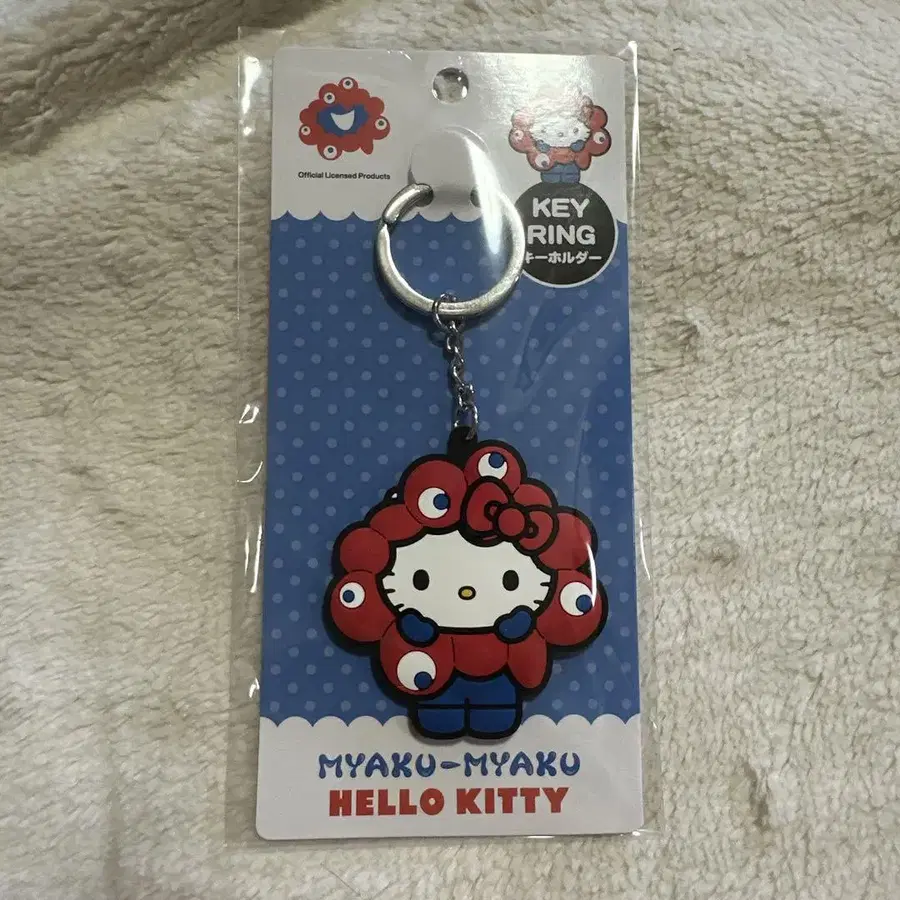 Official Licensed Products
KEY
RING
キーホルダー
MYAKU-MYAKU
HELLO KITTY